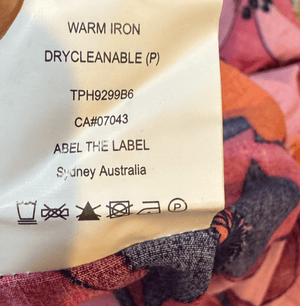 WARM IRON
DRYCLEANABLE (P)
TPH9299B6
CA#07043
ABEL THE LABEL
Sydney Australia
P